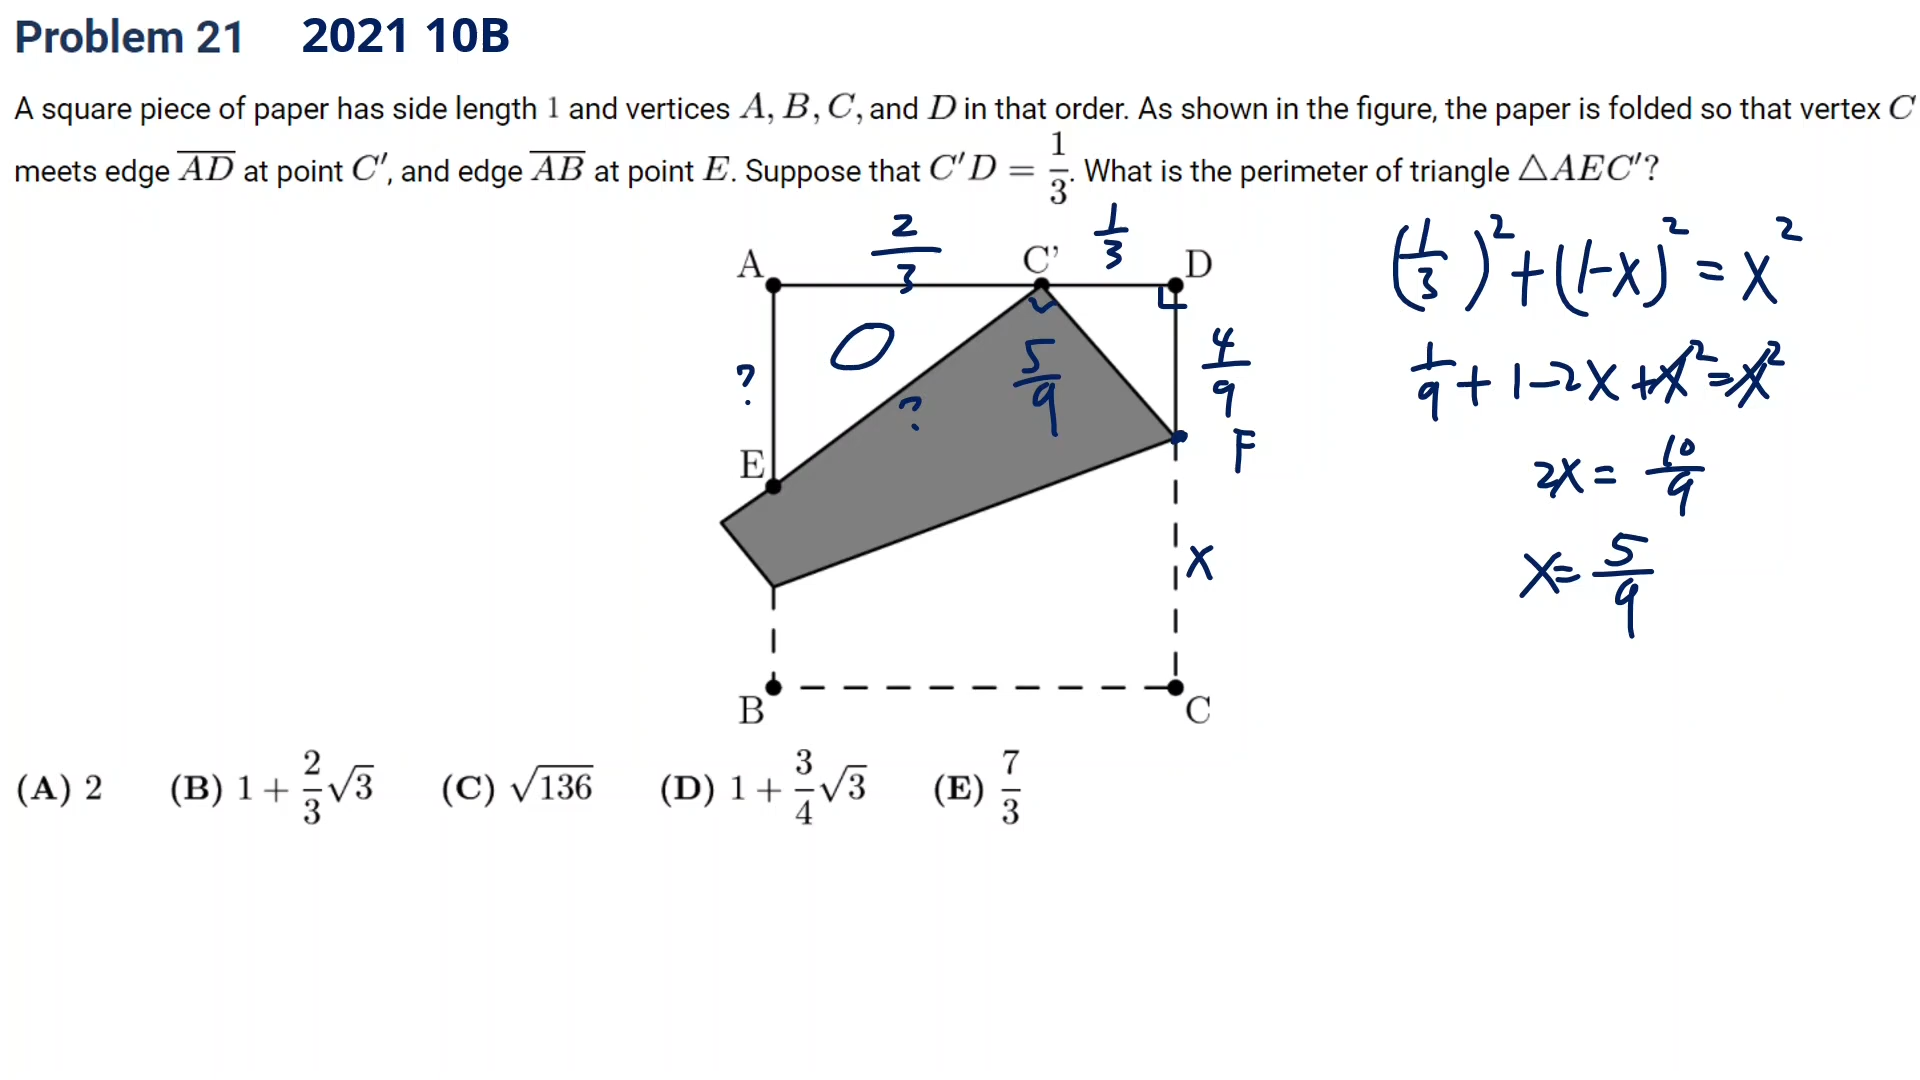 Problem 21 2021 10B
A square piece of paper has side length 1 and vertices A, B, C, and D in that order. As shown in the figure, the paper is folded so that vertex C
meets edge AD at point C′, and edge AB at point E. Suppose that C′D = 1/3. What is the perimeter of triangle △AEC′?
2/3 1/3
A C’ D
(1/3)² + (1-x)² = x²
? 5/9 4/9
1/9 + 1 - 2x + x² = x²
?
F
E
2x = 10/9
x
x = 5/9
B C
(A) 2 (B) 1 + 2/3 √3 (C) √136 (D) 1 + 3/4 √3 (E) 7/3